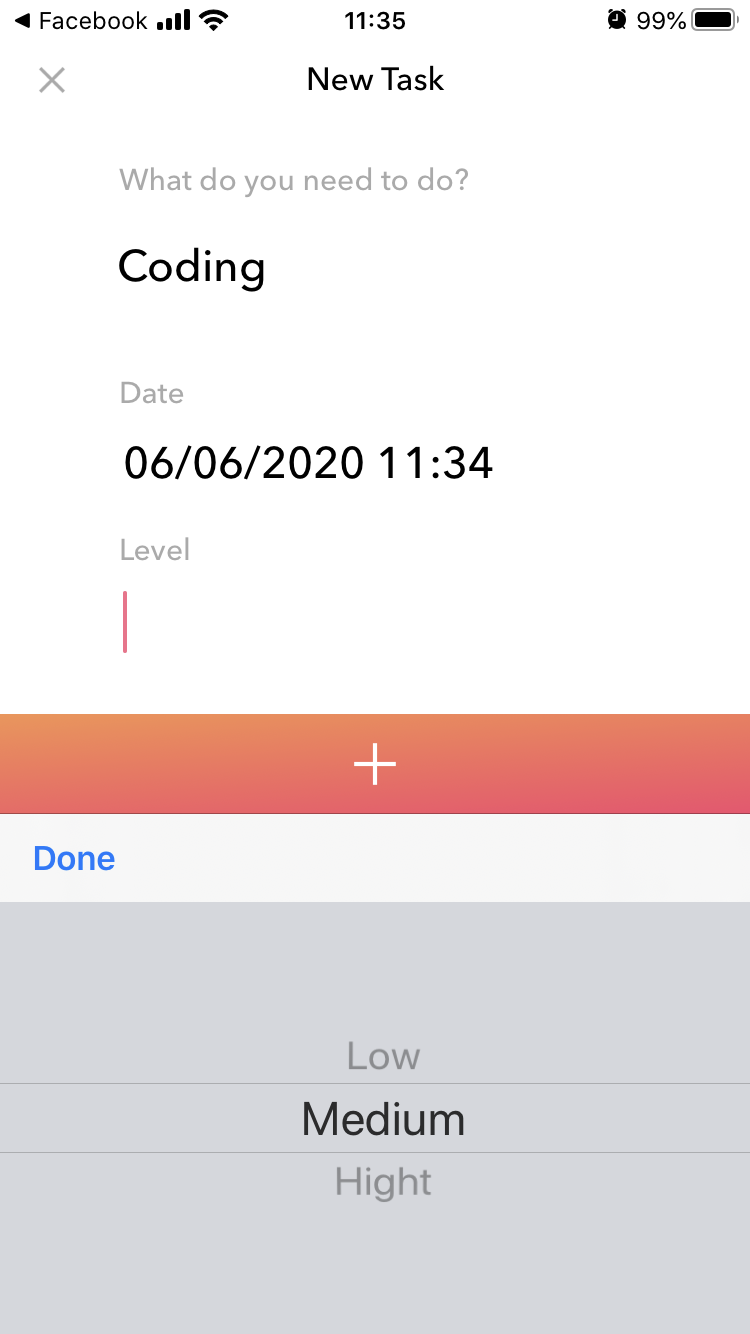 Facebook 11:35 99%
New Task
What do you need to do?
Coding
Date
06/06/2020 11:34
Level
Done
Low
Medium
Hight